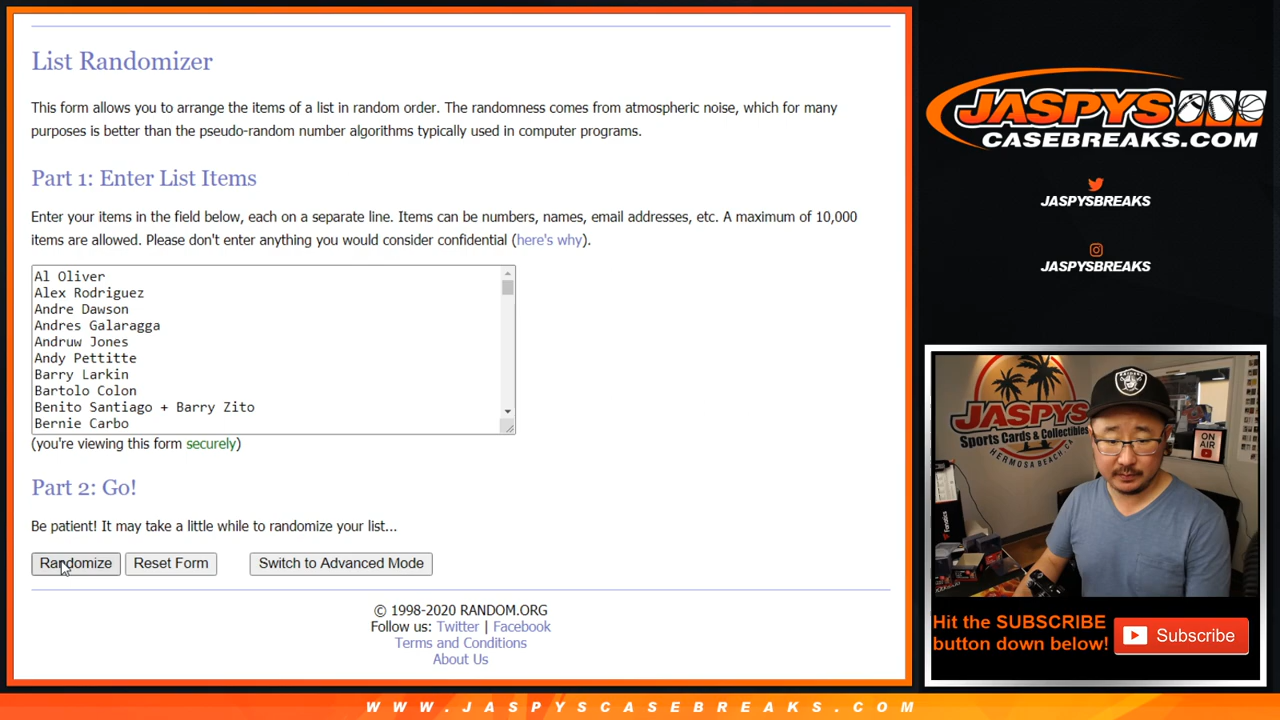 List Randomizer
This form allows you to arrange the items of a list in random order. The randomness comes from atmospheric noise, which for many
purposes is better than the pseudo-random number algorithms typically used in computer programs.
Part 1: Enter List Items
Enter your items in the field below, each on a separate line. Items can be numbers, names, email addresses, etc. A maximum of 10,000
items are allowed. Please don't enter anything you would consider confidential (here's why).
Al Oliver
Alex Rodriguez
Andre Dawson
Andres Galaragga
Andruw Jones
Andy Pettitte
Barry Larkin
Bartolo Colon
Benito Santiago + Barry Zito
Bernie Carbo
(you're viewing this form securely)
Part 2: Go!
Be patient! It may take a little while to randomize your list...
Randomize Reset Form Switch to Advanced Mode
© 1998-2020 RANDOM.ORG
Follow us: Twitter | Facebook
Terms and Conditions
About Us
JASPYS
CASEBREAKS.COM
JASPYSBREAKS
JASPYSBREAKS
JASPYS
Sports Cards & Collectibles
HERMOSA BEACH CA
RAIDERS
ON
AIR
Fanatics
Hit the SUBSCRIBE
button down below!
Subscribe
WWW.JASPYSCASEBREAKS.COM